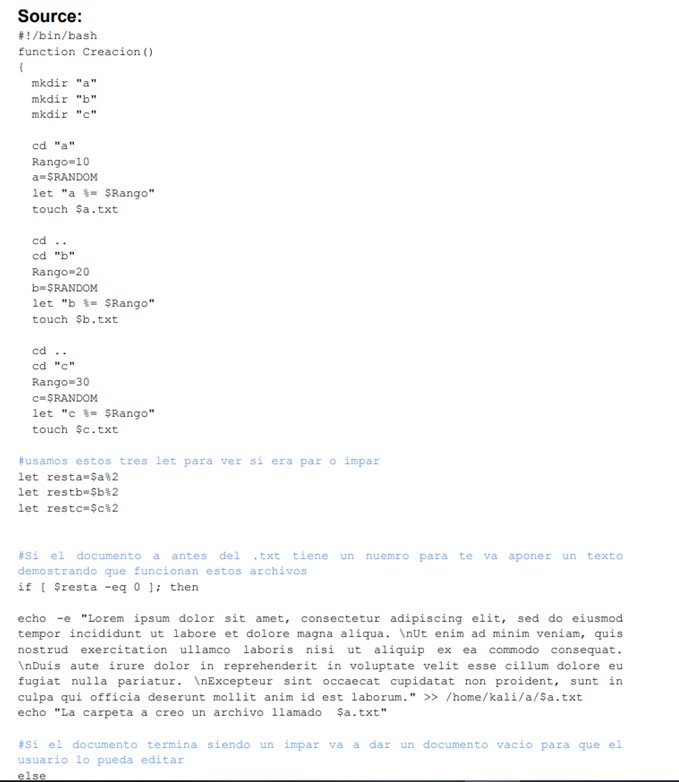 Source:
#!/bin/bash
function Creacion()
{
mkdir "a"
mkdir "b"
mkdir "c"
cd "a"
Rango=10
a=$RANDOM
let "a %= $Rango"
touch $a.txt
cd ..
cd "b"
Rango=20
b=$RANDOM
let "b %= $Rango"
touch $b.txt
cd ..
cd "c"
Rango=30
c=$RANDOM
let "c %= $Rango"
touch $c.txt
#usamos estos tres let para ver si era par o impar
let resta=$a%2
let restb=$b%2
let restc=$c%2
#Si el documento a antes del .txt tiene un nuemro para te va aponer un texto
demostrando que funcionan estos archivos
if [ $resta -eq 0 ]; then
echo -e "Lorem ipsum dolor sit amet, consectetur adipiscing elit, sed do eiusmod
tempor incididunt ut labore et dolore magna aliqua. \nUt enim ad minim veniam, quis
nostrud exercitation ullamco laboris nisi ut aliquip ex ea commodo consequat.
\nDuis aute irure dolor in reprehenderit in voluptate velit esse cillum dolore eu
fugiat nulla pariatur. \nExcepteur sint occaecat cupidatat non proident, sunt in
culpa qui officia deserunt mollit anim id est laborum." >> /home/kali/a/$a.txt
echo "La carpeta a creo un archivo llamado  $a.txt"
#Si el documento termina siendo un impar va a dar un documento vacio para que el
usuario lo pueda editar
else